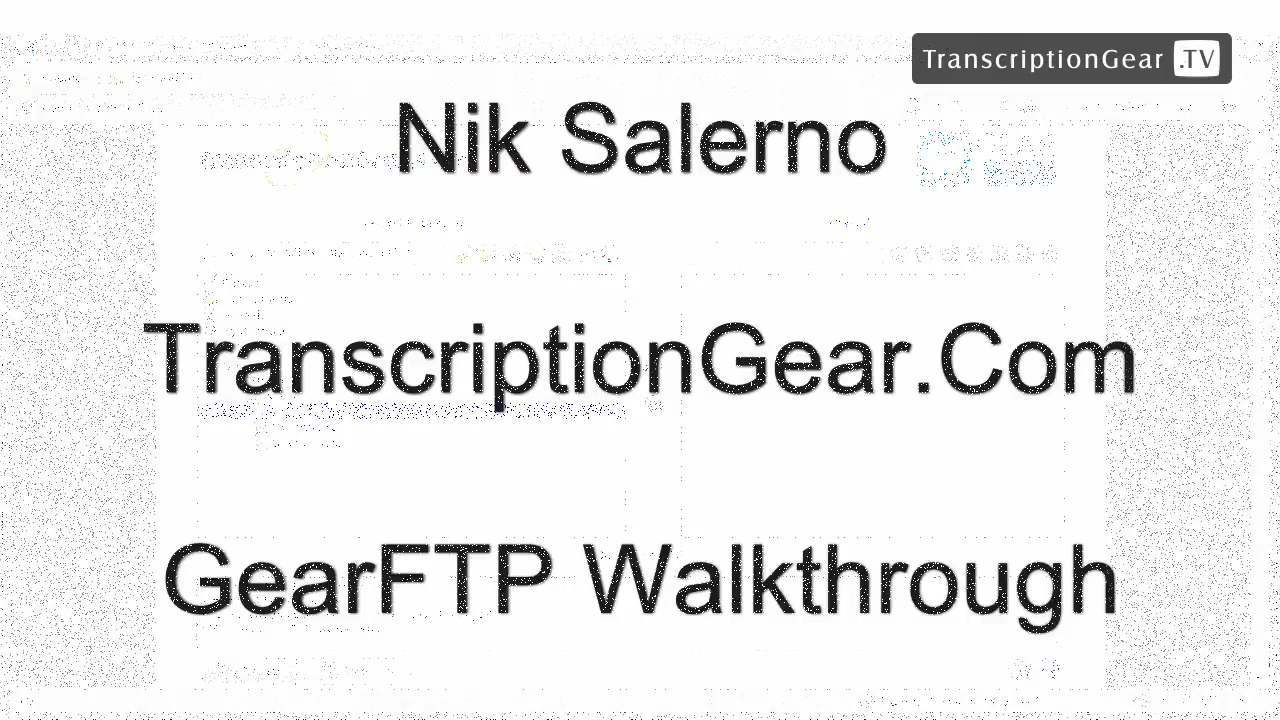 TranscriptionGear .TV
Nik Salerno
TranscriptionGear.Com
GearFTP Walkthrough